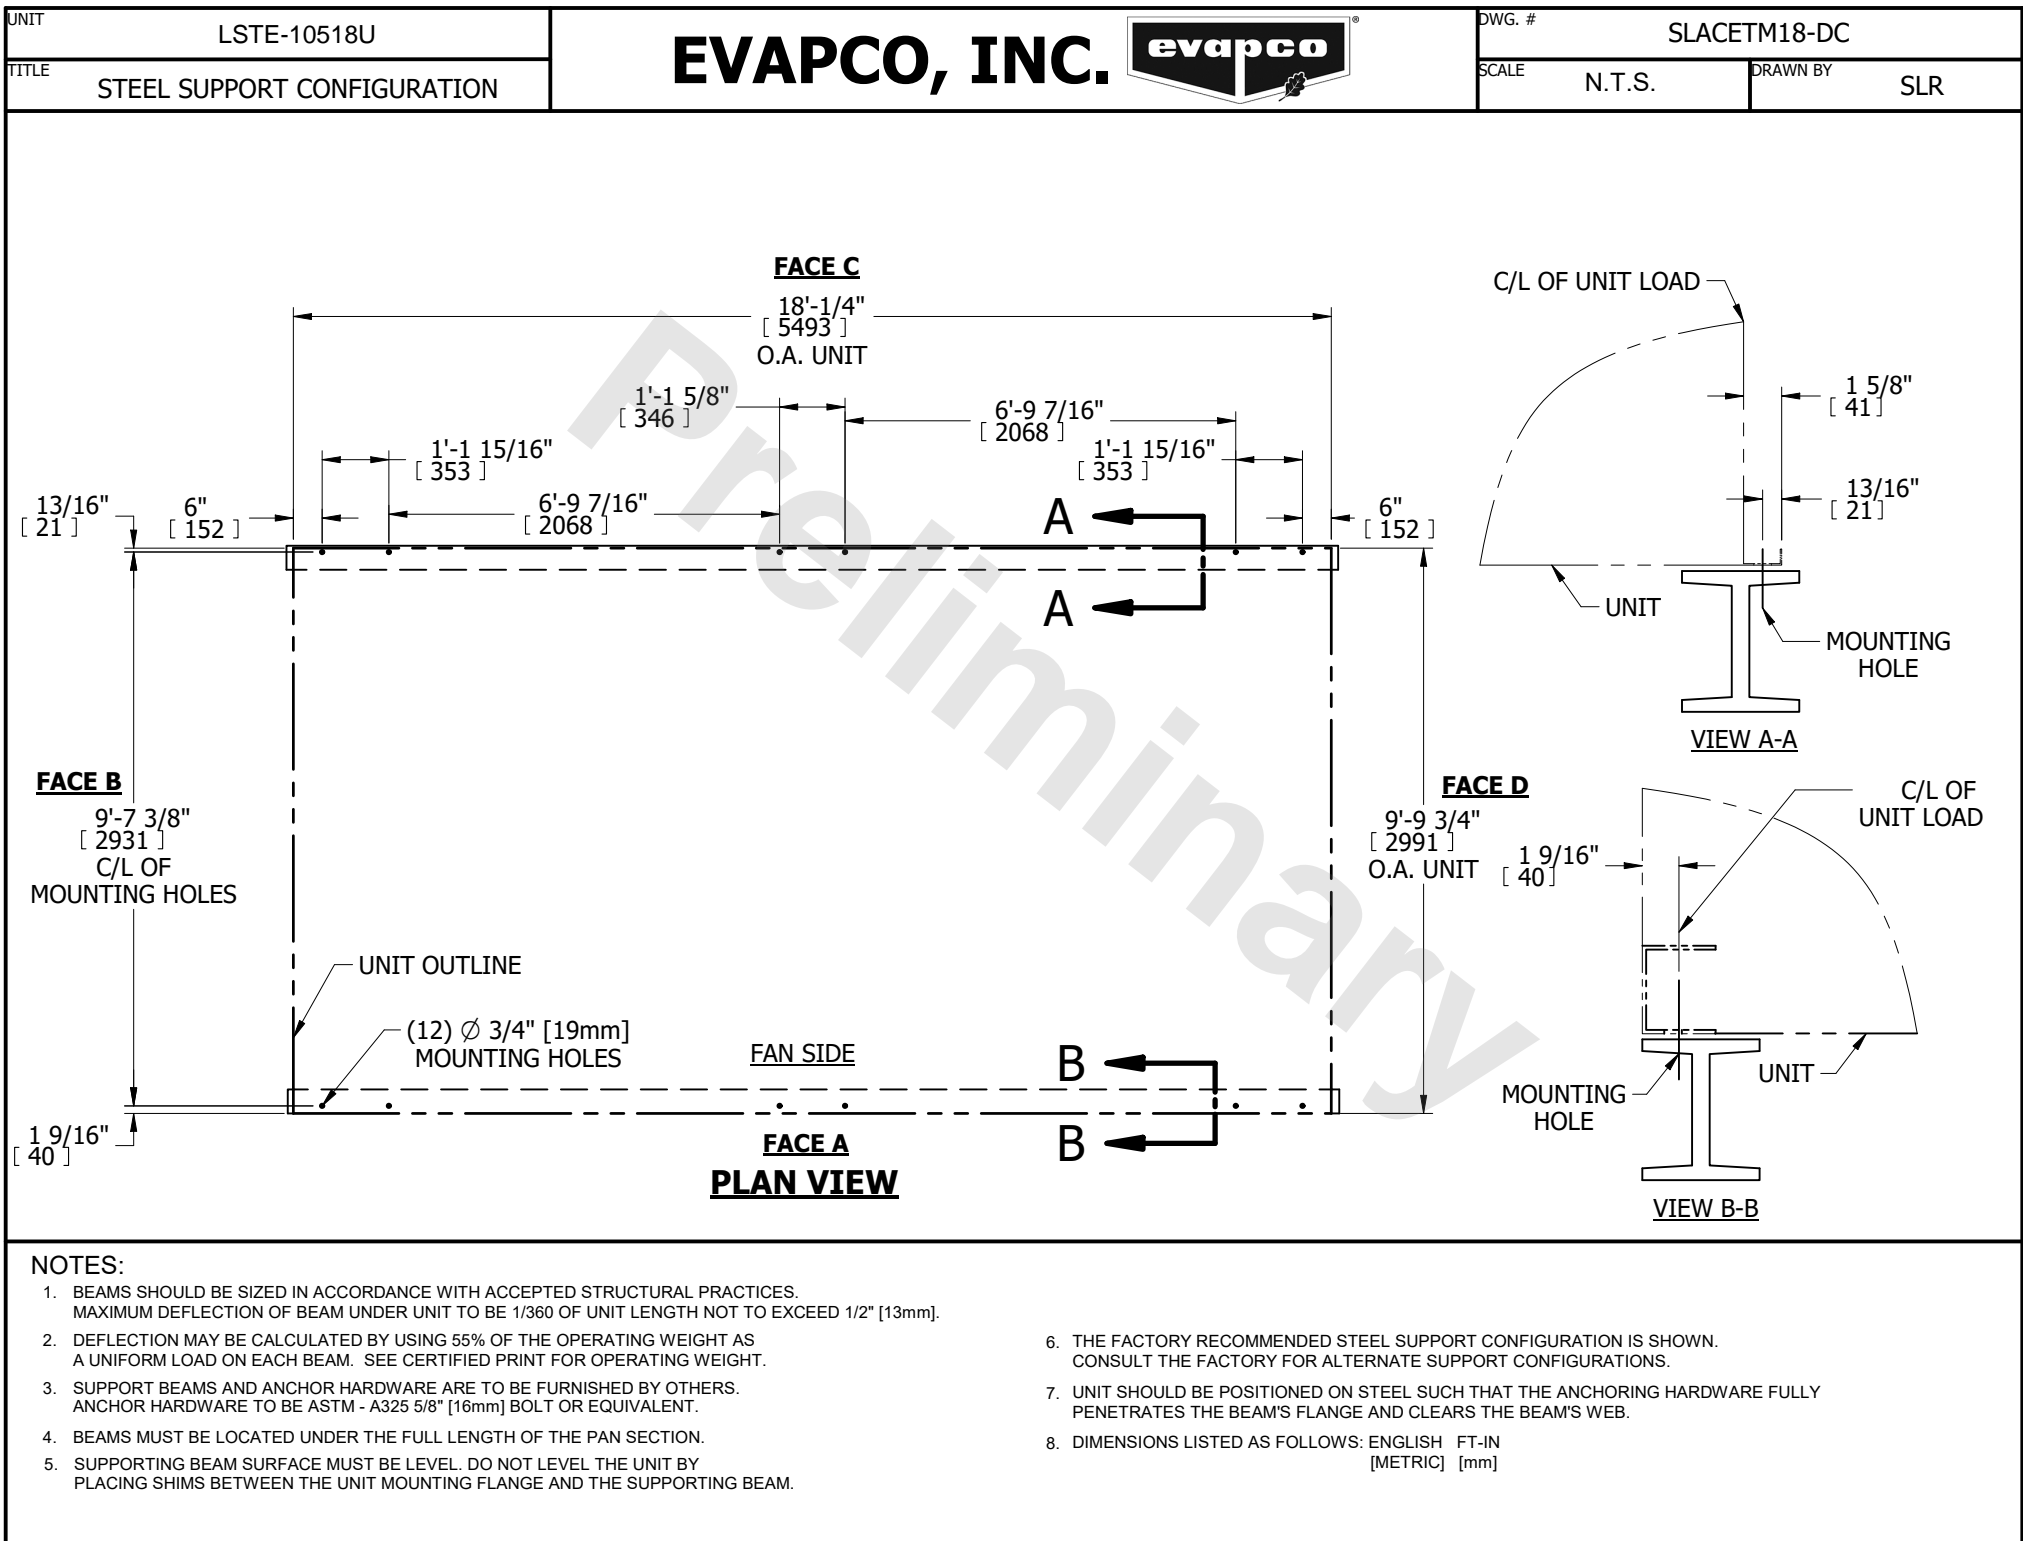 UNIT
LSTE-10518U
TITLE
STEEL SUPPORT CONFIGURATION
EVAPCO, INC.
evapco
®
DWG. #
SLACETM18-DC
SCALE
N.T.S.
DRAWN BY
SLR
FACE C
18'-1/4"
[ 5493 ]
O.A. UNIT
1'-1 5/8"
[ 346 ]
6'-9 7/16"
[ 2068 ]
1'-1 15/16"
[ 353 ]
1'-1 15/16"
[ 353 ]
13/16"
[ 21 ]
6"
[ 152 ]
6'-9 7/16"
[ 2068 ]
6"
[ 152 ]
A
A
FACE B
9'-7 3/8"
[ 2931 ]
C/L OF
MOUNTING HOLES
FACE D
9'-9 3/4"
[ 2991 ]
O.A. UNIT
UNIT OUTLINE
(12) Ø 3/4" [19mm]
MOUNTING HOLES
FAN SIDE
B
B
1 9/16"
[ 40 ]
FACE A
PLAN VIEW
Preliminary
C/L OF UNIT LOAD
1 5/8"
[ 41 ]
13/16"
[ 21 ]
UNIT
MOUNTING
HOLE
VIEW A-A
C/L OF
UNIT LOAD
1 9/16"
[ 40 ]
UNIT
MOUNTING
HOLE
VIEW B-B
NOTES:
1. BEAMS SHOULD BE SIZED IN ACCORDANCE WITH ACCEPTED STRUCTURAL PRACTICES.
MAXIMUM DEFLECTION OF BEAM UNDER UNIT TO BE 1/360 OF UNIT LENGTH NOT TO EXCEED 1/2" [13mm].
2. DEFLECTION MAY BE CALCULATED BY USING 55% OF THE OPERATING WEIGHT AS
A UNIFORM LOAD ON EACH BEAM. SEE CERTIFIED PRINT FOR OPERATING WEIGHT.
3. SUPPORT BEAMS AND ANCHOR HARDWARE ARE TO BE FURNISHED BY OTHERS.
ANCHOR HARDWARE TO BE ASTM - A325 5/8" [16mm] BOLT OR EQUIVALENT.
4. BEAMS MUST BE LOCATED UNDER THE FULL LENGTH OF THE PAN SECTION.
5. SUPPORTING BEAM SURFACE MUST BE LEVEL. DO NOT LEVEL THE UNIT BY
PLACING SHIMS BETWEEN THE UNIT MOUNTING FLANGE AND THE SUPPORTING BEAM.
6. THE FACTORY RECOMMENDED STEEL SUPPORT CONFIGURATION IS SHOWN.
CONSULT THE FACTORY FOR ALTERNATE SUPPORT CONFIGURATIONS.
7. UNIT SHOULD BE POSITIONED ON STEEL SUCH THAT THE ANCHORING HARDWARE FULLY
PENETRATES THE BEAM'S FLANGE AND CLEARS THE BEAM'S WEB.
8. DIMENSIONS LISTED AS FOLLOWS: ENGLISH FT-IN
[METRIC] [mm]